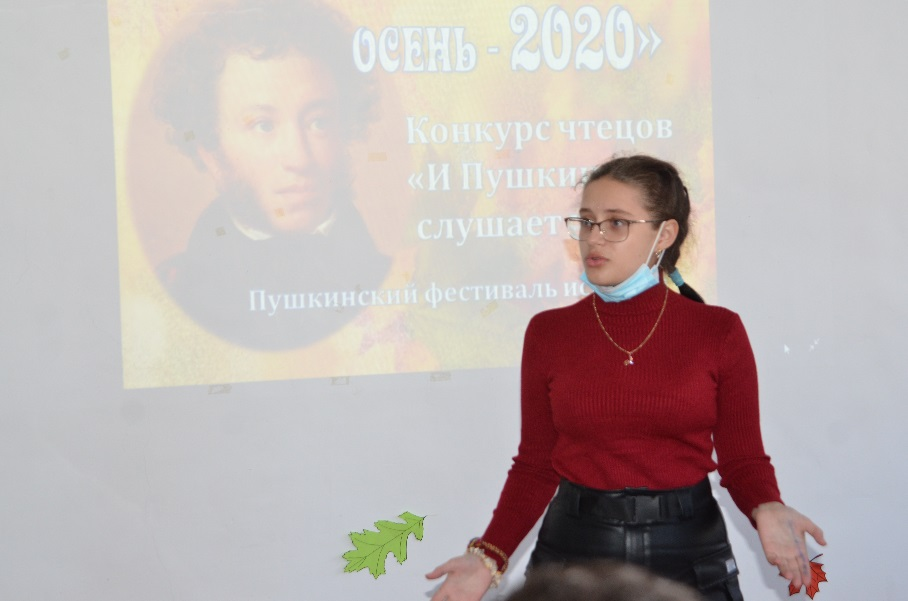 ОСЕНЬ - 2020»
Конкурс чтецов
«И Пушкин
слушает
Пушкинский фестиваль